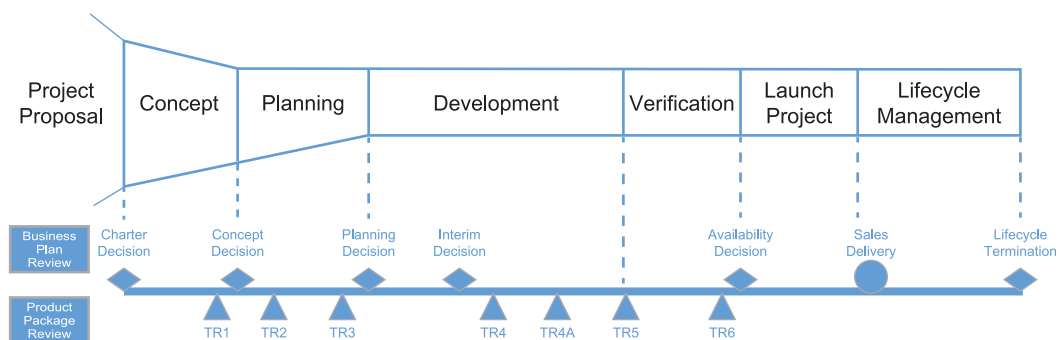 Project
Proposal
Concept
Planning
Development
Verification
Launch
Project
Lifecycle
Management
Business
Plan
Review
Charter
Decision
Concept
Decision
Planning
Decision
Interim
Decision
Availability
Decision
Sales
Delivery
Lifecycle
Termination
Product
Package
Review
TR1
TR2
TR3
TR4
TR4A
TR5
TR6